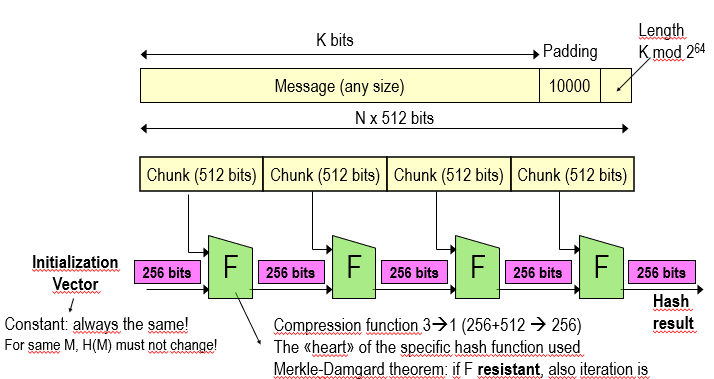 Length
K bits
Padding
K mod 2^64
Message (any size)
10000
N x 512 bits
Chunk (512 bits)
Chunk (512 bits)
Chunk (512 bits)
Chunk (512 bits)
Initialization
Vector
256 bits
F
256 bits
F
256 bits
F
256 bits
F
256 bits
Hash
result
Constant: always the same!
For same M, H(M) must not change!
Compression function 3→1 (256+512 → 256)
The «heart» of the specific hash function used
Merkle-Damgard theorem: if F resistant, also iteration is